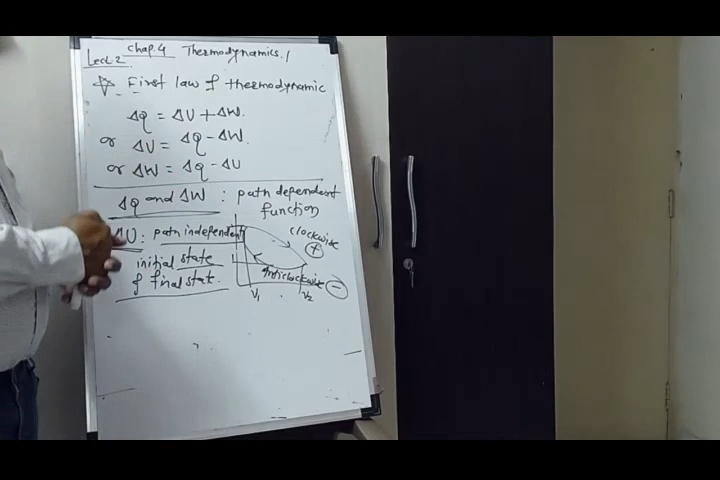 Lect. 2 Chap. 4 Thermodynamics. 1
First law of thermodynamic
ΔQ = ΔU + ΔW.
or ΔU = ΔQ - ΔW.
or ΔW = ΔQ - ΔU
ΔQ and ΔW : path dependent
function
ΔU : path independent
initial state
& final stat.
clockwise +
Anticlockwise -
V1 V2